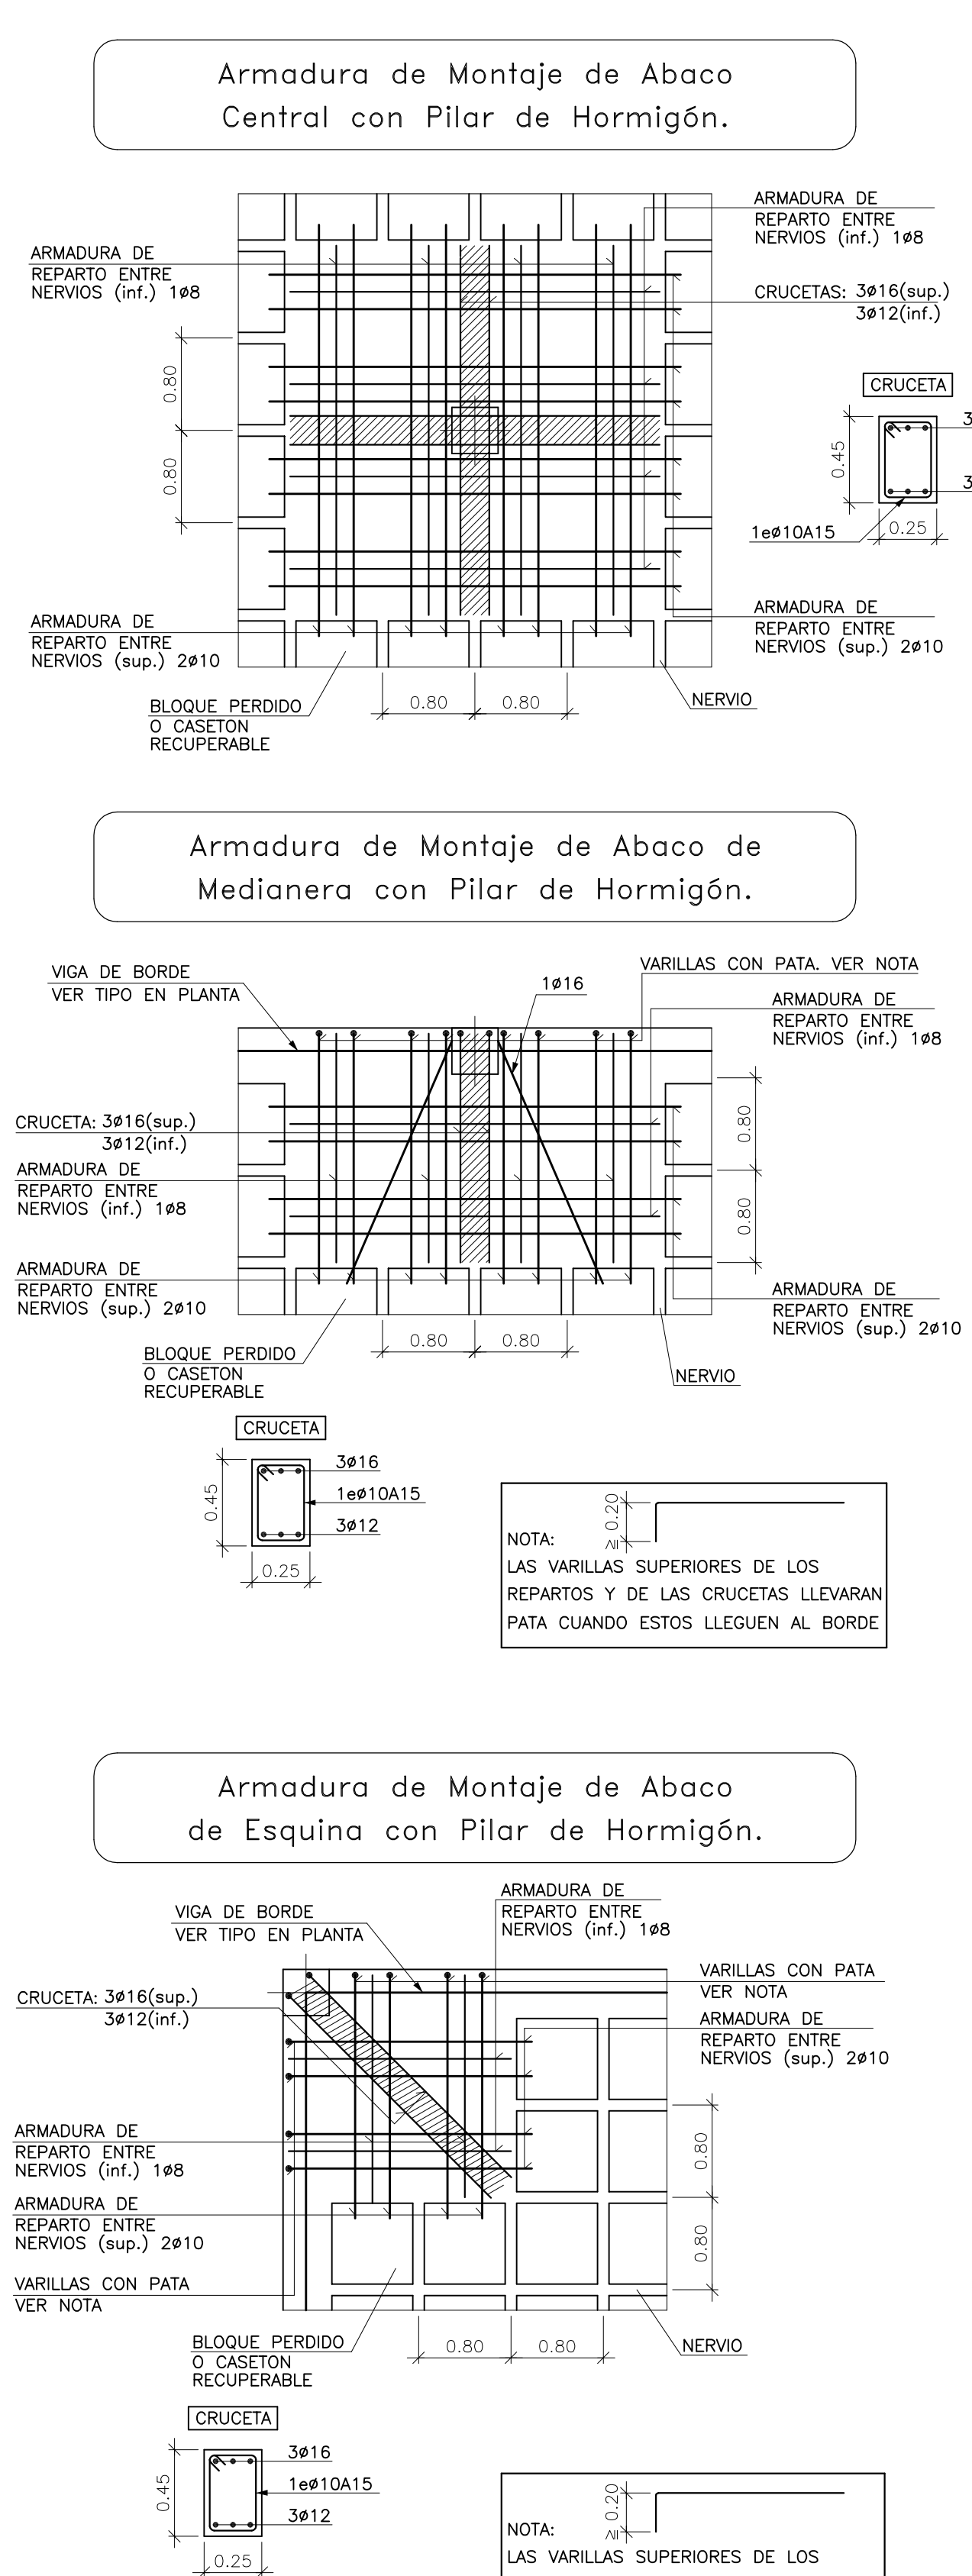 Armadura de Montaje de Abaco
Central con Pilar de Hormigón.
ARMADURA DE
REPARTO ENTRE
NERVIOS (inf.) 1ø8
ARMADURA DE
REPARTO ENTRE
NERVIOS (inf.) 1ø8
CRUCETAS: 3ø16(sup.)
3ø12(inf.)
0.80
0.80
CRUCETA
3
0.45
3
1eø10A15
0.25
ARMADURA DE
REPARTO ENTRE
NERVIOS (sup.) 2ø10
ARMADURA DE
REPARTO ENTRE
NERVIOS (sup.) 2ø10
BLOQUE PERDIDO
O CASETON
RECUPERABLE
0.80 0.80
NERVIO
Armadura de Montaje de Abaco de
Medianera con Pilar de Hormigón.
VIGA DE BORDE
VER TIPO EN PLANTA
1ø16
VARILLAS CON PATA. VER NOTA
ARMADURA DE
REPARTO ENTRE
NERVIOS (inf.) 1ø8
CRUCETA: 3ø16(sup.)
3ø12(inf.)
ARMADURA DE
REPARTO ENTRE
NERVIOS (inf.) 1ø8
0.80
0.80
ARMADURA DE
REPARTO ENTRE
NERVIOS (sup.) 2ø10
ARMADURA DE
REPARTO ENTRE
NERVIOS (sup.) 2ø10
BLOQUE PERDIDO
O CASETON
RECUPERABLE
0.80 0.80
NERVIO
CRUCETA
3ø16
1eø10A15
3ø12
0.45
0.25
≥ 0.20
NOTA:
LAS VARILLAS SUPERIORES DE LOS
REPARTOS Y DE LAS CRUCETAS LLEVARAN
PATA CUANDO ESTOS LLEGUEN AL BORDE
Armadura de Montaje de Abaco
de Esquina con Pilar de Hormigón.
VIGA DE BORDE
VER TIPO EN PLANTA
ARMADURA DE
REPARTO ENTRE
NERVIOS (inf.) 1ø8
CRUCETA: 3ø16(sup.)
3ø12(inf.)
VARILLAS CON PATA
VER NOTA
ARMADURA DE
REPARTO ENTRE
NERVIOS (sup.) 2ø10
ARMADURA DE
REPARTO ENTRE
NERVIOS (inf.) 1ø8
ARMADURA DE
REPARTO ENTRE
NERVIOS (sup.) 2ø10
VARILLAS CON PATA
VER NOTA
0.80
0.80
BLOQUE PERDIDO
O CASETON
RECUPERABLE
0.80 0.80
NERVIO
CRUCETA
3ø16
1eø10A15
3ø12
0.45
0.25
≥ 0.20
NOTA:
LAS VARILLAS SUPERIORES DE LOS